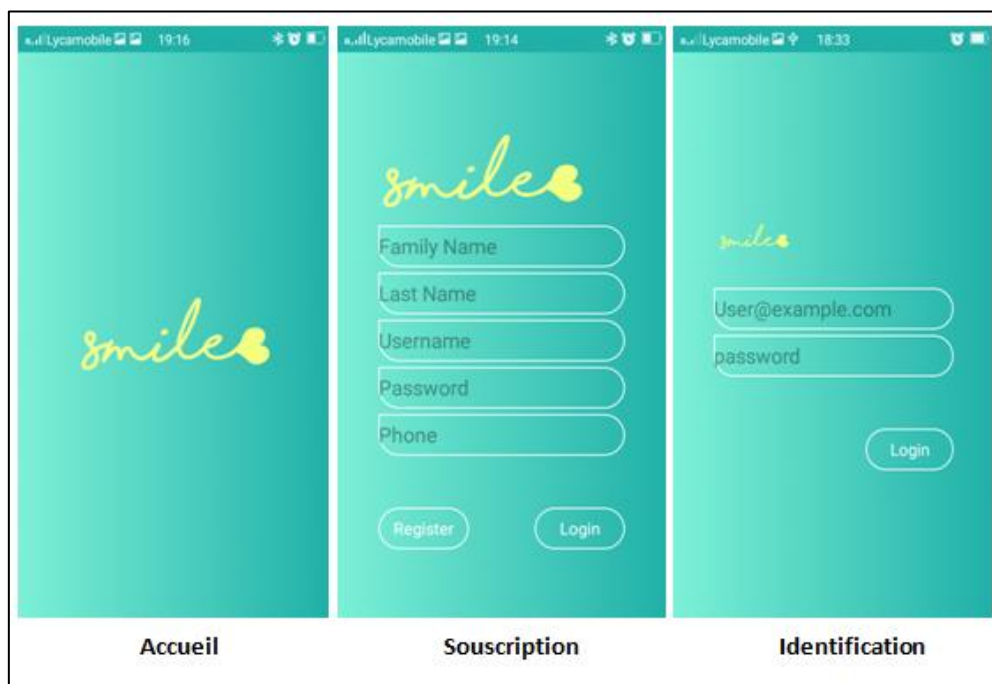 Lycamobile 19:16
smile
Accueil
Lycamobile 19:14
smile
Family Name
Last Name
Username
Password
Phone
Register Login
Souscription
Lycamobile 18:33
smile
User@example.com
password
Login
Identification